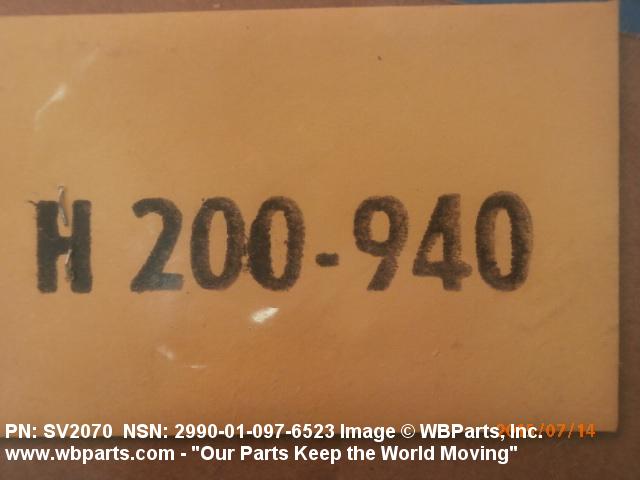 H 200-940
PN: SV2070 NSN: 2990-01-097-6523 Image © WBParts, Inc.
www.wbparts.com - "Our Parts Keep the World Moving"